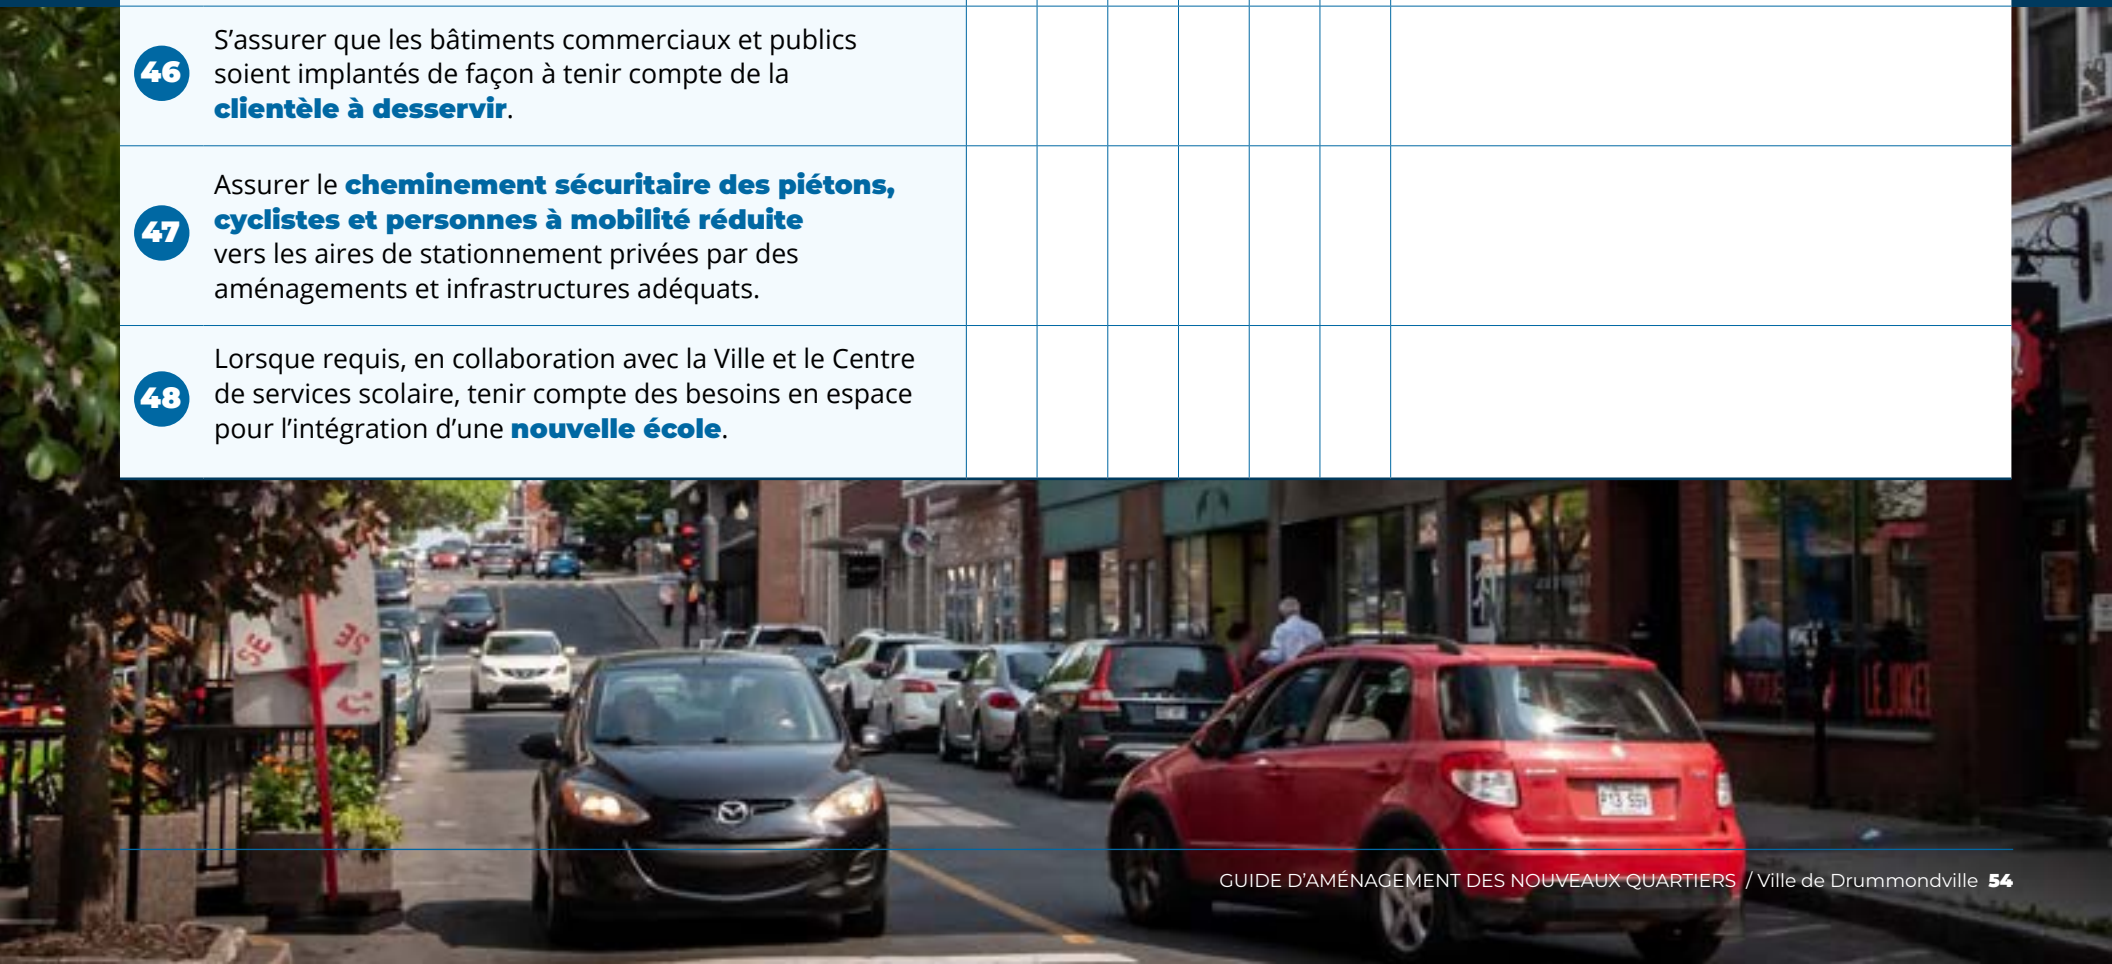 46
S’assurer que les bâtiments commerciaux et publics
soient implantés de façon à tenir compte de la
clientèle à desservir.
47
Assurer le cheminement sécuritaire des piétons,
cyclistes et personnes à mobilité réduite
vers les aires de stationnement privées par des
aménagements et infrastructures adéquats.
48
Lorsque requis, en collaboration avec la Ville et le Centre
de services scolaire, tenir compte des besoins en espace
pour l’intégration d’une nouvelle école.
LE JOKER
GUIDE D’AMÉNAGEMENT DES NOUVEAUX QUARTIERS / Ville de Drummondville 54